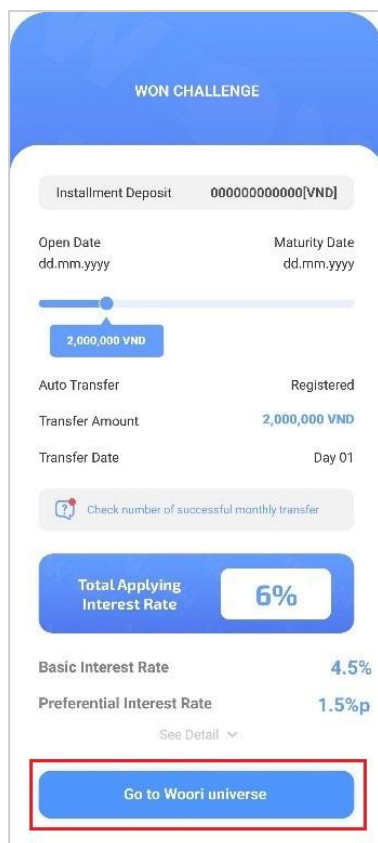 WON CHALLENGE
Installment Deposit 000000000000[VND]
Open Date Maturity Date
dd.mm.yyyy dd.mm.yyyy
2,000,000 VND
Auto Transfer Registered
Transfer Amount 2,000,000 VND
Transfer Date Day 01
Check number of successful monthly transfer
Total Applying
Interest Rate 6%
Basic Interest Rate 4.5%
Preferential Interest Rate 1.5%p
See Detail
Go to Woori universe